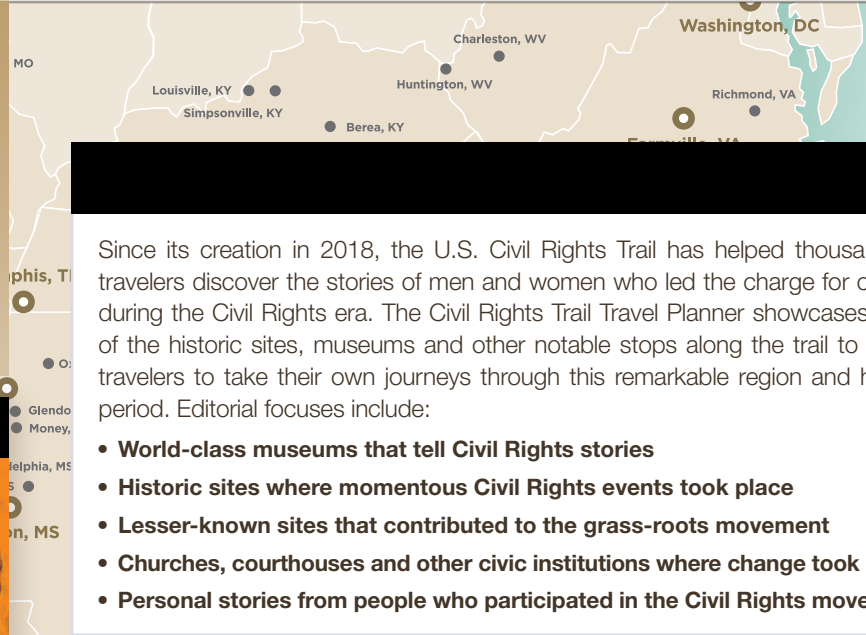 Washington, DC
Charleston, WV
MO
Huntington, WV
Louisville, KY
Richmond, VA
Simpsonville, KY
Berea, KY
Since its creation in 2018, the U.S. Civil Rights Trail has helped
travelers discover the stories of men and women who led the charge for
during the Civil Rights era. The Civil Rights Trail Travel Planner showcases
of the historic sites, museums and other notable stops along the trail to
travelers to take their own journeys through this remarkable region and
period. Editorial focuses include:
• World-class museums that tell Civil Rights stories
• Historic sites where momentous Civil Rights events took place
• Lesser-known sites that contributed to the grass-roots movement
• Churches, courthouses and other civic institutions where change took
• Personal stories from people who participated in the Civil Rights
Money,
MS
MS